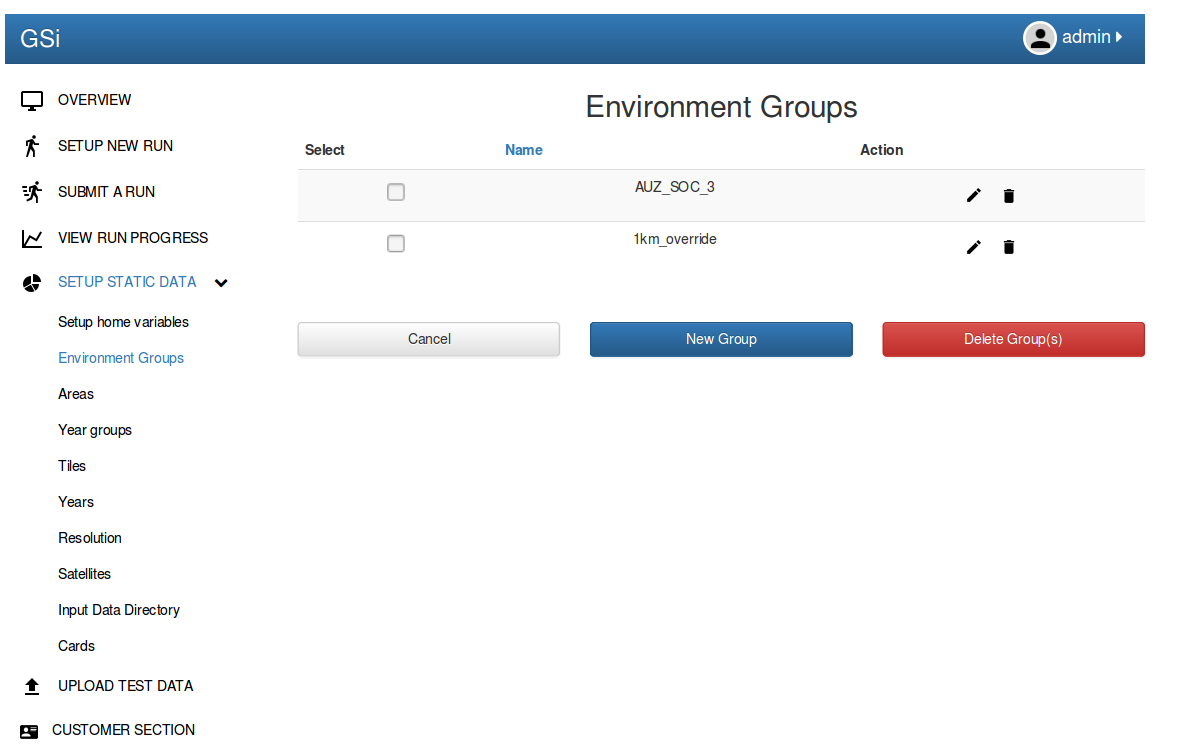 GSi
admin
OVERVIEW
SETUP NEW RUN
SUBMIT A RUN
VIEW RUN PROGRESS
SETUP STATIC DATA
Setup home variables
Environment Groups
Areas
Year groups
Tiles
Years
Resolution
Satellites
Input Data Directory
Cards
UPLOAD TEST DATA
CUSTOMER SECTION
Environment Groups
Select Name Action
AUZ_SOC_3
1km_override
Cancel New Group Delete Group(s)